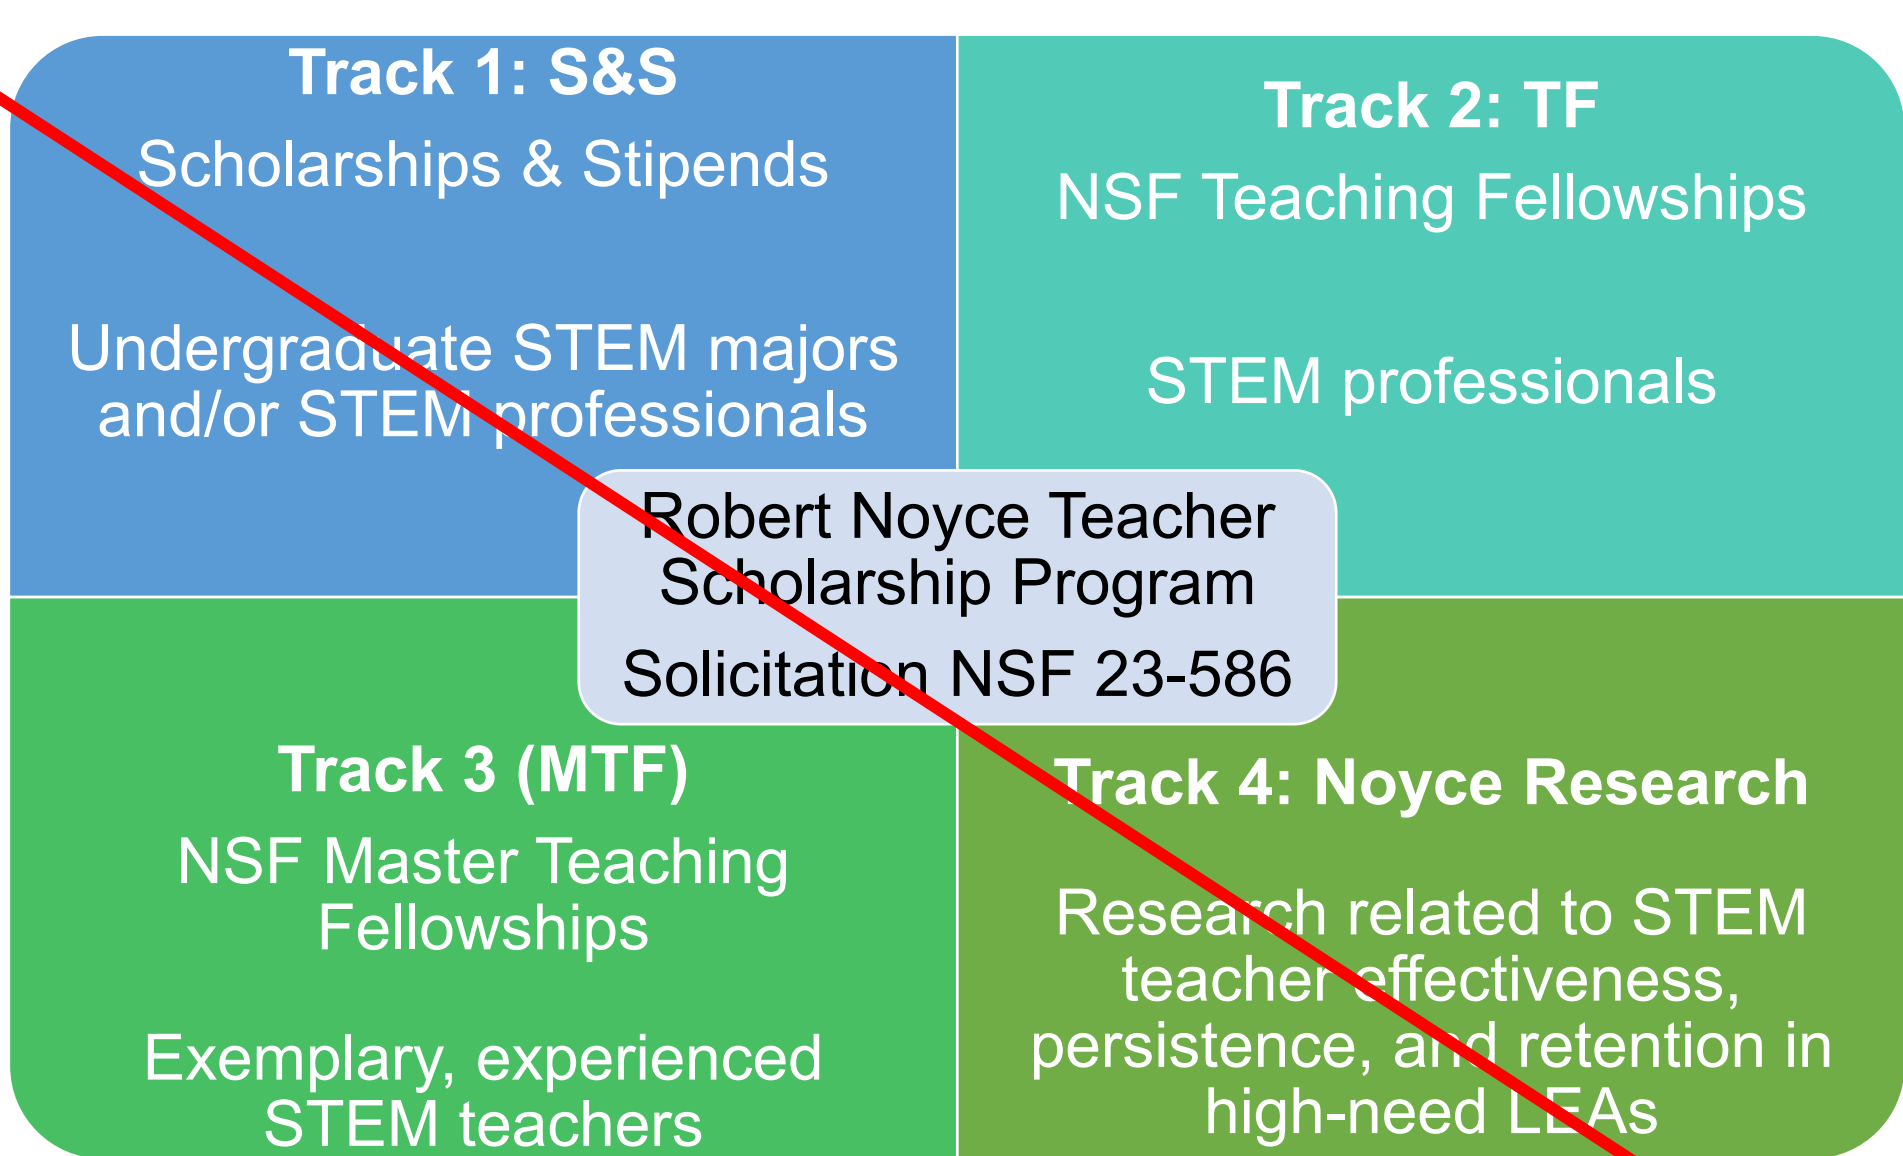 Track 1: S&S
Scholarships & Stipends
Undergraduate STEM majors
and/or STEM professionals
Track 2: TF
NSF Teaching Fellowships
STEM professionals
Robert Noyce Teacher
Scholarship Program
Solicitation NSF 23-586
Track 3 (MTF)
NSF Master Teaching
Fellowships
Exemplary, experienced
STEM teachers
Track 4: Noyce Research
Research related to STEM
teacher effectiveness,
persistence, and retention in
high-need LEAs